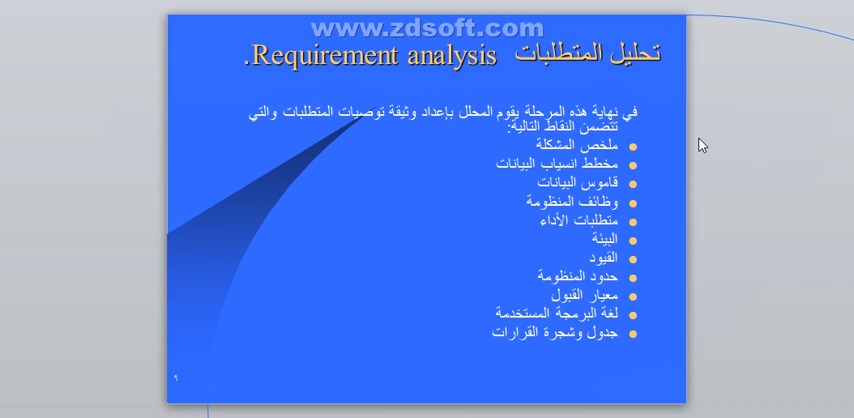 www.zdsoft.com
تحليل المتطلبات Requirement analysis.
في نهاية هذه المرحلة يقوم المحلل بإعداد وثيقة توصيات المتطلبات والتي
تتضمن النقاط التالية:
ملخص المشكلة
مخطط انسياب البيانات
قاموس البيانات
وظائف المنظومة
متطلبات الأداء
البيئة
القيود
حدود المنظومة
معيار القبول
لغة البرمجة المستخدمة
جدول وشجرة القرارات
٩